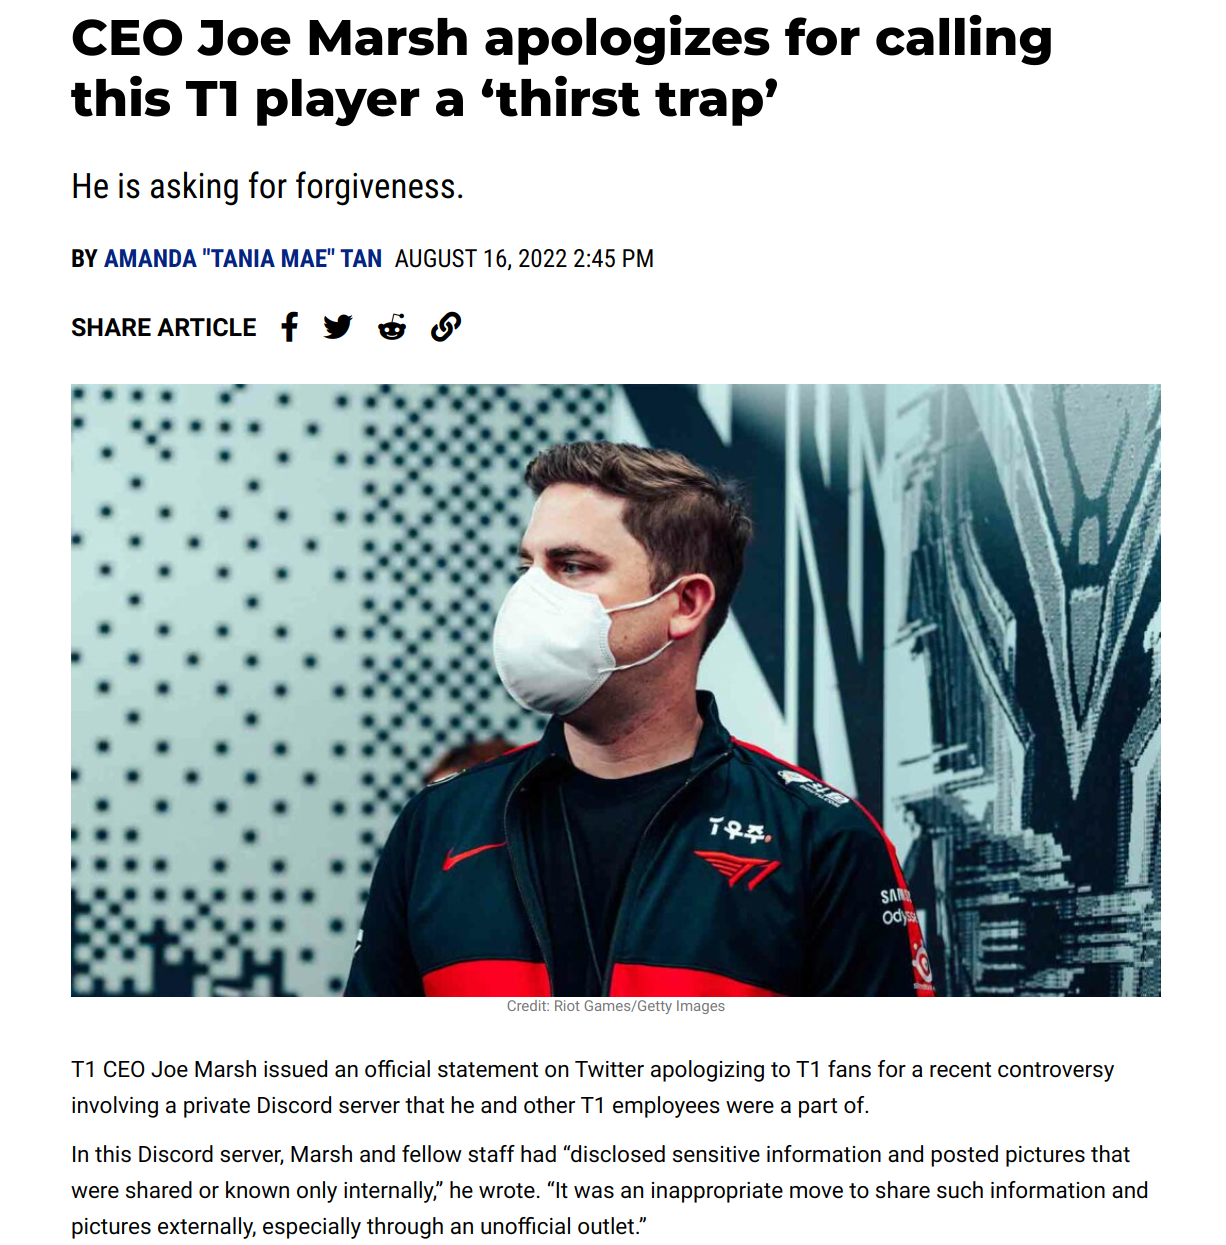 CEO Joe Marsh apologizes for calling
this T1 player a ‘thirst trap’
He is asking for forgiveness.
BY AMANDA "TANIA MAE" TAN AUGUST 16, 2022 2:45 PM
SHARE ARTICLE
T우주.
T1
Odyss
Credit: Riot Games/Getty Images
T1 CEO Joe Marsh issued an official statement on Twitter apologizing to T1 fans for a recent controversy
involving a private Discord server that he and other T1 employees were a part of.
In this Discord server, Marsh and fellow staff had “disclosed sensitive information and posted pictures that
were shared or known only internally,” he wrote. “It was an inappropriate move to share such information and
pictures externally, especially through an unofficial outlet.”